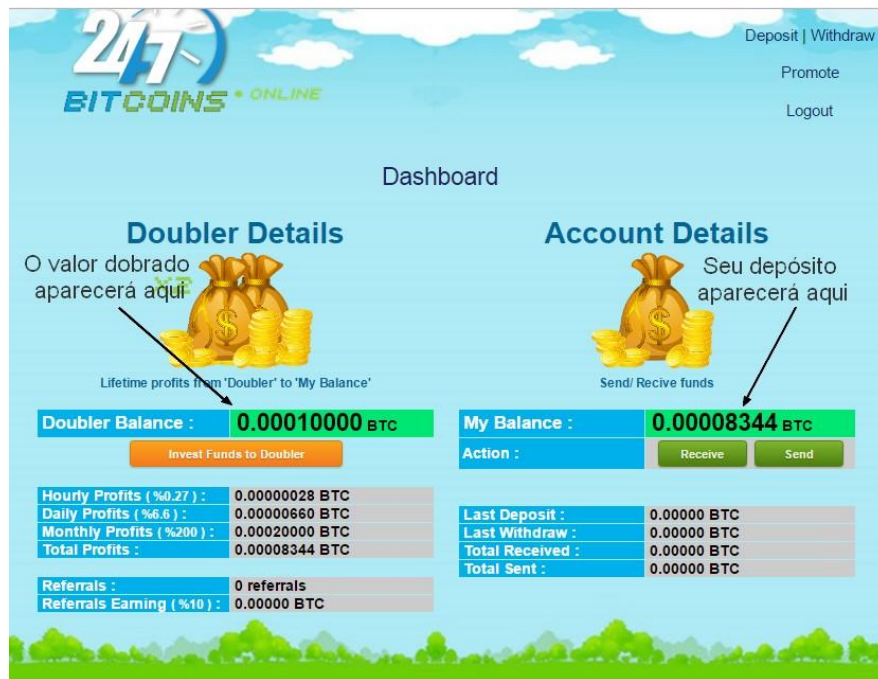 24/7
BITCOINS • ONLINE
Deposit | Withdraw
Promote
Logout
Dashboard
Doubler Details
O valor dobrado
aparecerá aqui
X2
Lifetime profits from 'Doubler' to 'My Balance'
Doubler Balance : 0.00010000 BTC
Invest Funds to Doubler
Hourly Profits ( %0.27 ) : 0.00000028 BTC
Daily Profits ( %6.6 ) : 0.00000660 BTC
Monthly Profits ( %200 ) : 0.00020000 BTC
Total Profits : 0.00008344 BTC
Referrals : 0 referrals
Referrals Earning ( %10 ) : 0.00000 BTC
Account Details
Seu depósito
aparecerá aqui
Send/ Recive funds
My Balance : 0.00008344 BTC
Action : Receive Send
Last Deposit : 0.00000 BTC
Last Withdraw : 0.00000 BTC
Total Received : 0.00000 BTC
Total Sent : 0.00000 BTC